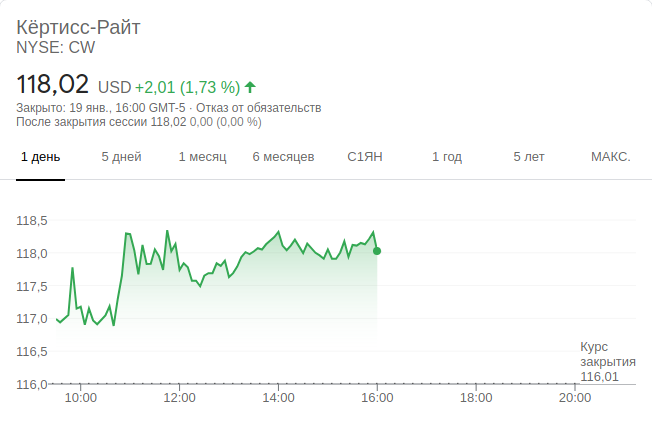 Кёртисс-Райт
NYSE: CW
118,02 USD +2,01 (1,73 %)
Закрыто: 19 янв., 16:00 GMT-5 · Отказ от обязательств
После закрытия сессии 118,02 0,00 (0,00 %)
1 день 5 дней 1 месяц 6 месяцев С1ЯН 1 год 5 лет МАКС.
118,5
118,0
117,5
117,0
116,5
116,0
Курс
закрытия
116,01
10:00 12:00 14:00 16:00 18:00 20:00